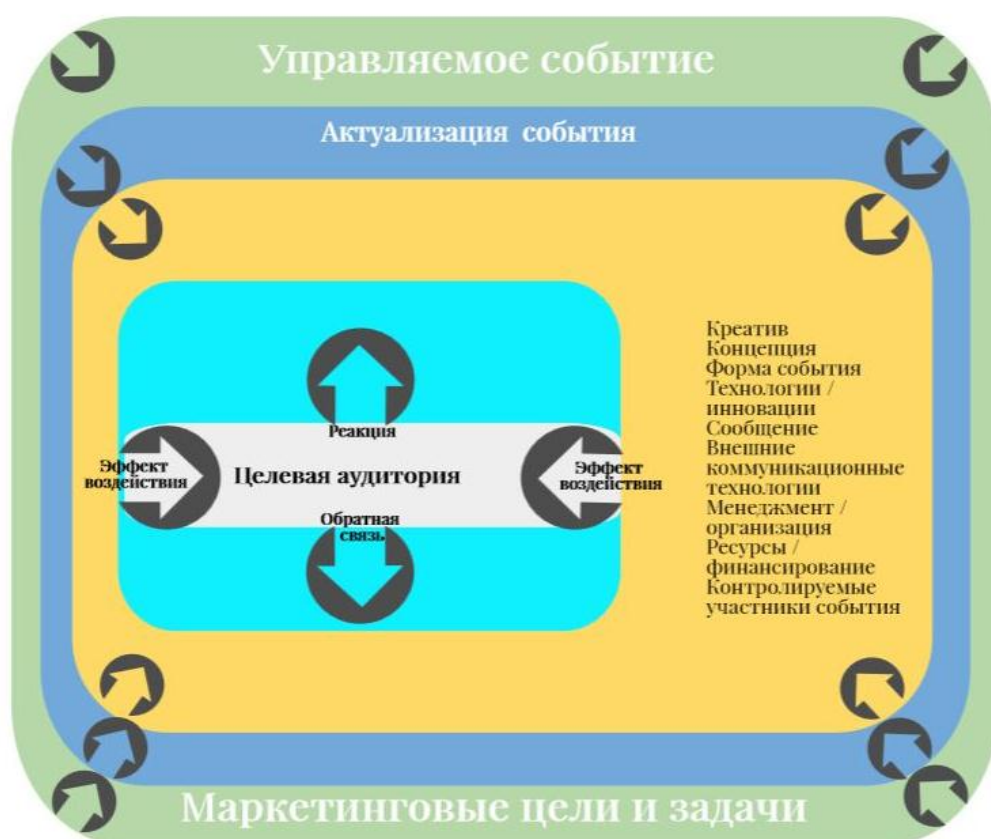 Управляемое событие
Актуализация события
Креатив
Концепция
Форма события
Технологии /
инновации
Сообщение
Внешние
коммуникационные
технологии
Менеджмент /
организация
Ресурсы /
финансирование
Контролируемые
участники события
Реакция
Эффект
воздействия
Целевая аудитория
Эффект
воздействия
Обратная
связь
Маркетинговые цели и задачи